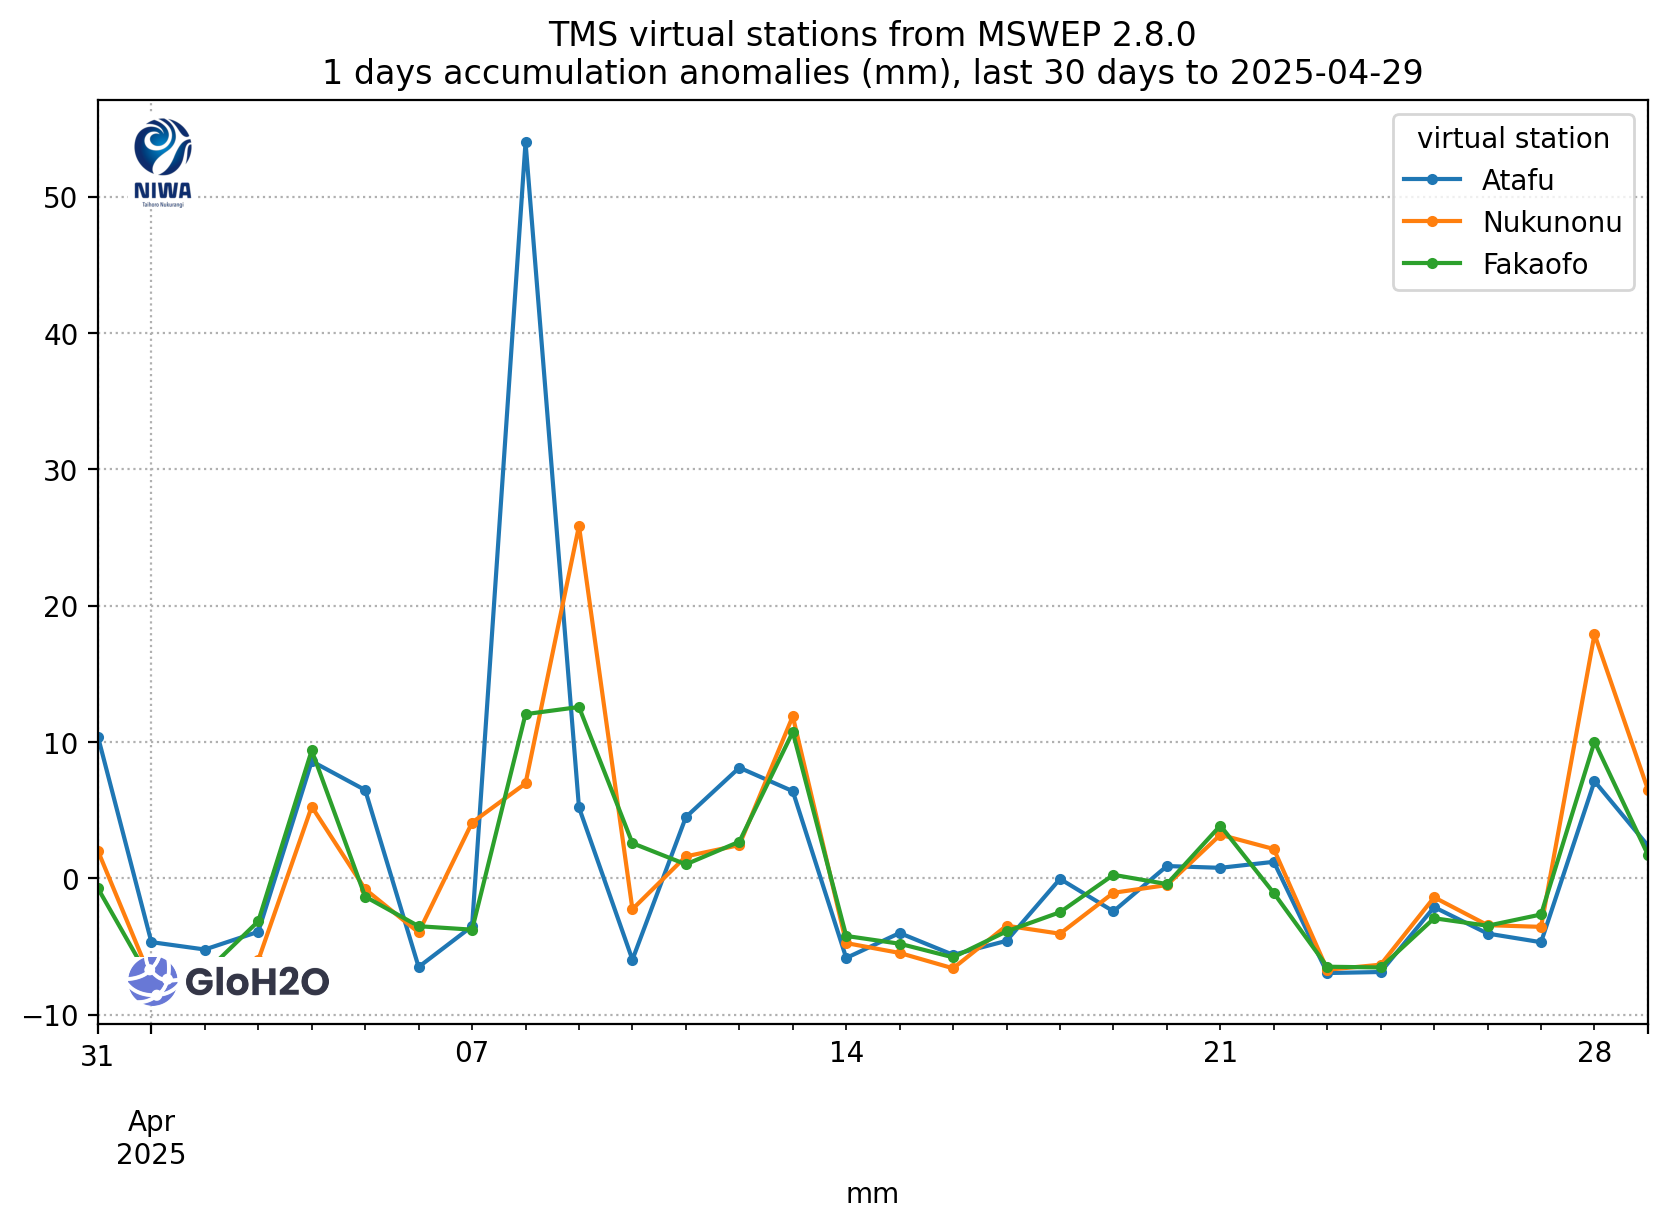 TMS virtual stations from MSWEP 2.8.0
1 days accumulation anomalies (mm), last 30 days to 2025-04-29
NIWA
Taihoro Nukurangi
virtual station
Atafu
Nukunonu
Fakaofo
50
40
30
20
10
0
−10
GloH2O
31
07
14
21
28
Apr
2025
mm